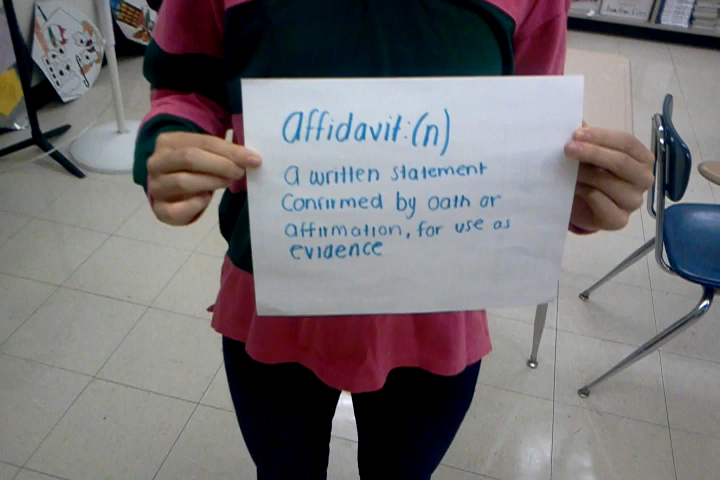 Affidavit:(n)
A written statement
Confirmed by oath or
affirmation, for use as
evidence